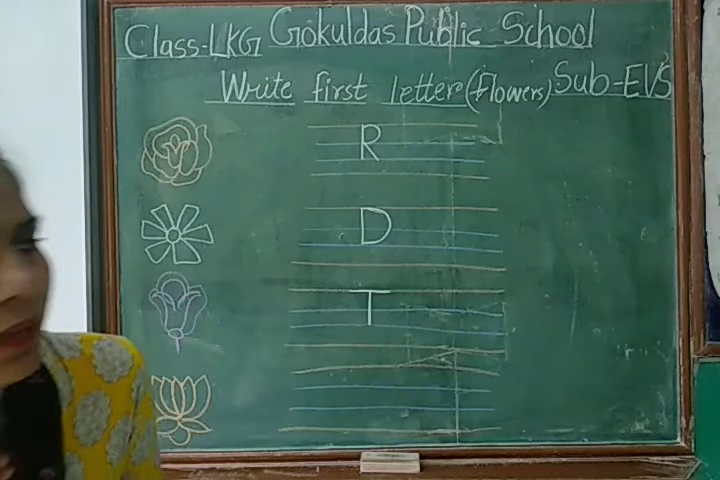 Class-LKG Gokuldas Public School
Write first letter (Flowers) Sub-EVS
R
D
T